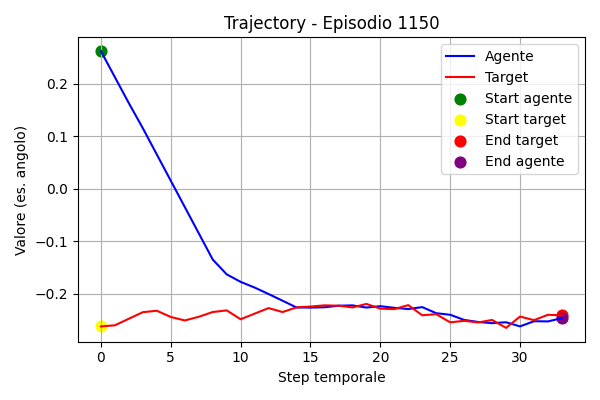 Trajectory - Episodio 1150
Agente
Target
Start agente
Start target
End target
End agente
Valore (es. angolo)
0.2
0.1
0.0
−0.1
−0.2
0 5 10 15 20 25 30
Step temporale